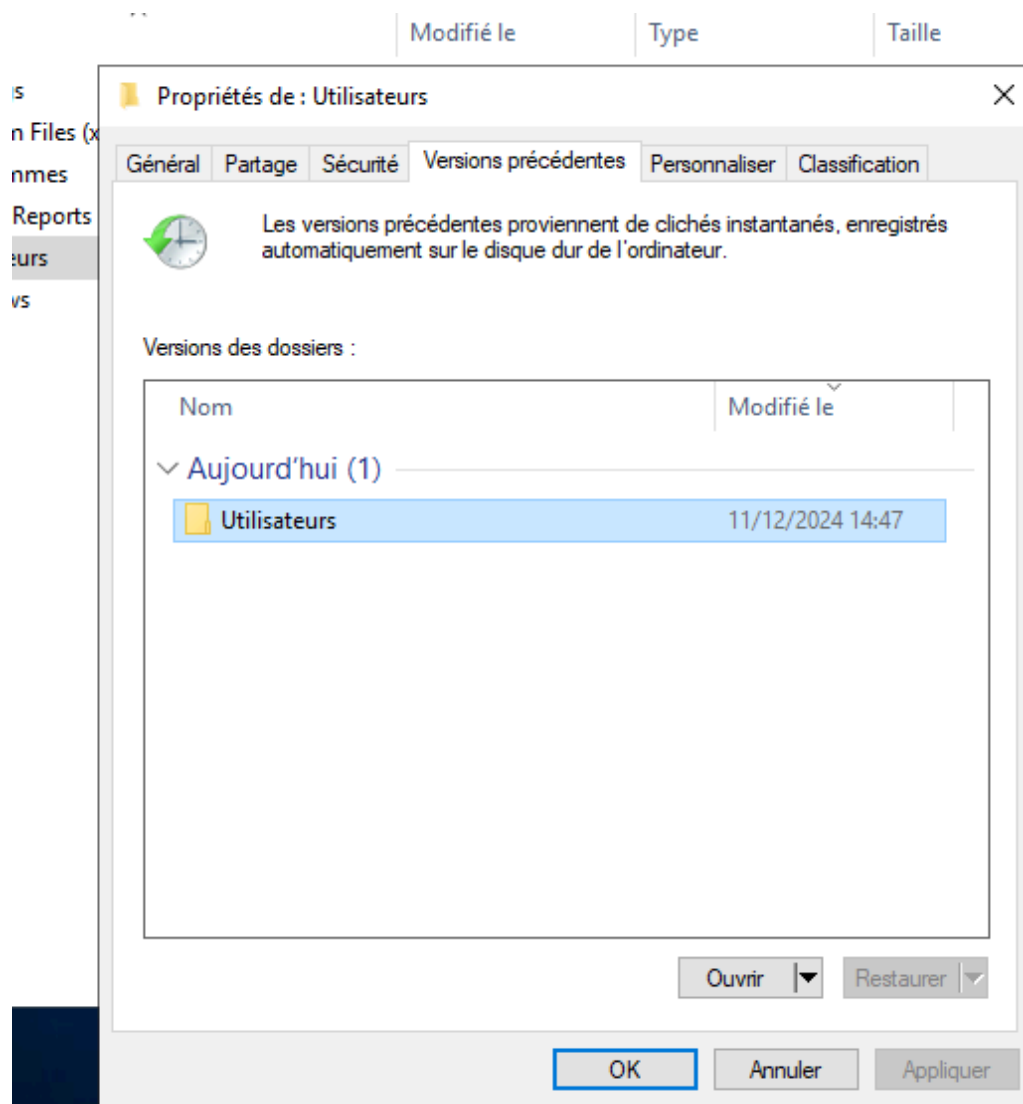 Modifié le Type Taille
Propriétés de : Utilisateurs
n Files (x
Reports
Général Partage Sécurité Versions précédentes Personnaliser Classification
Les versions précédentes proviennent de clichés instantanés, enregistrés
automatiquement sur le disque dur de l'ordinateur.
Versions des dossiers :
Nom Modifié le
Aujourd'hui (1)
Utilisateurs 11/12/2024 14:47
Ouvrir Restaurer
OK Annuler Appliquer